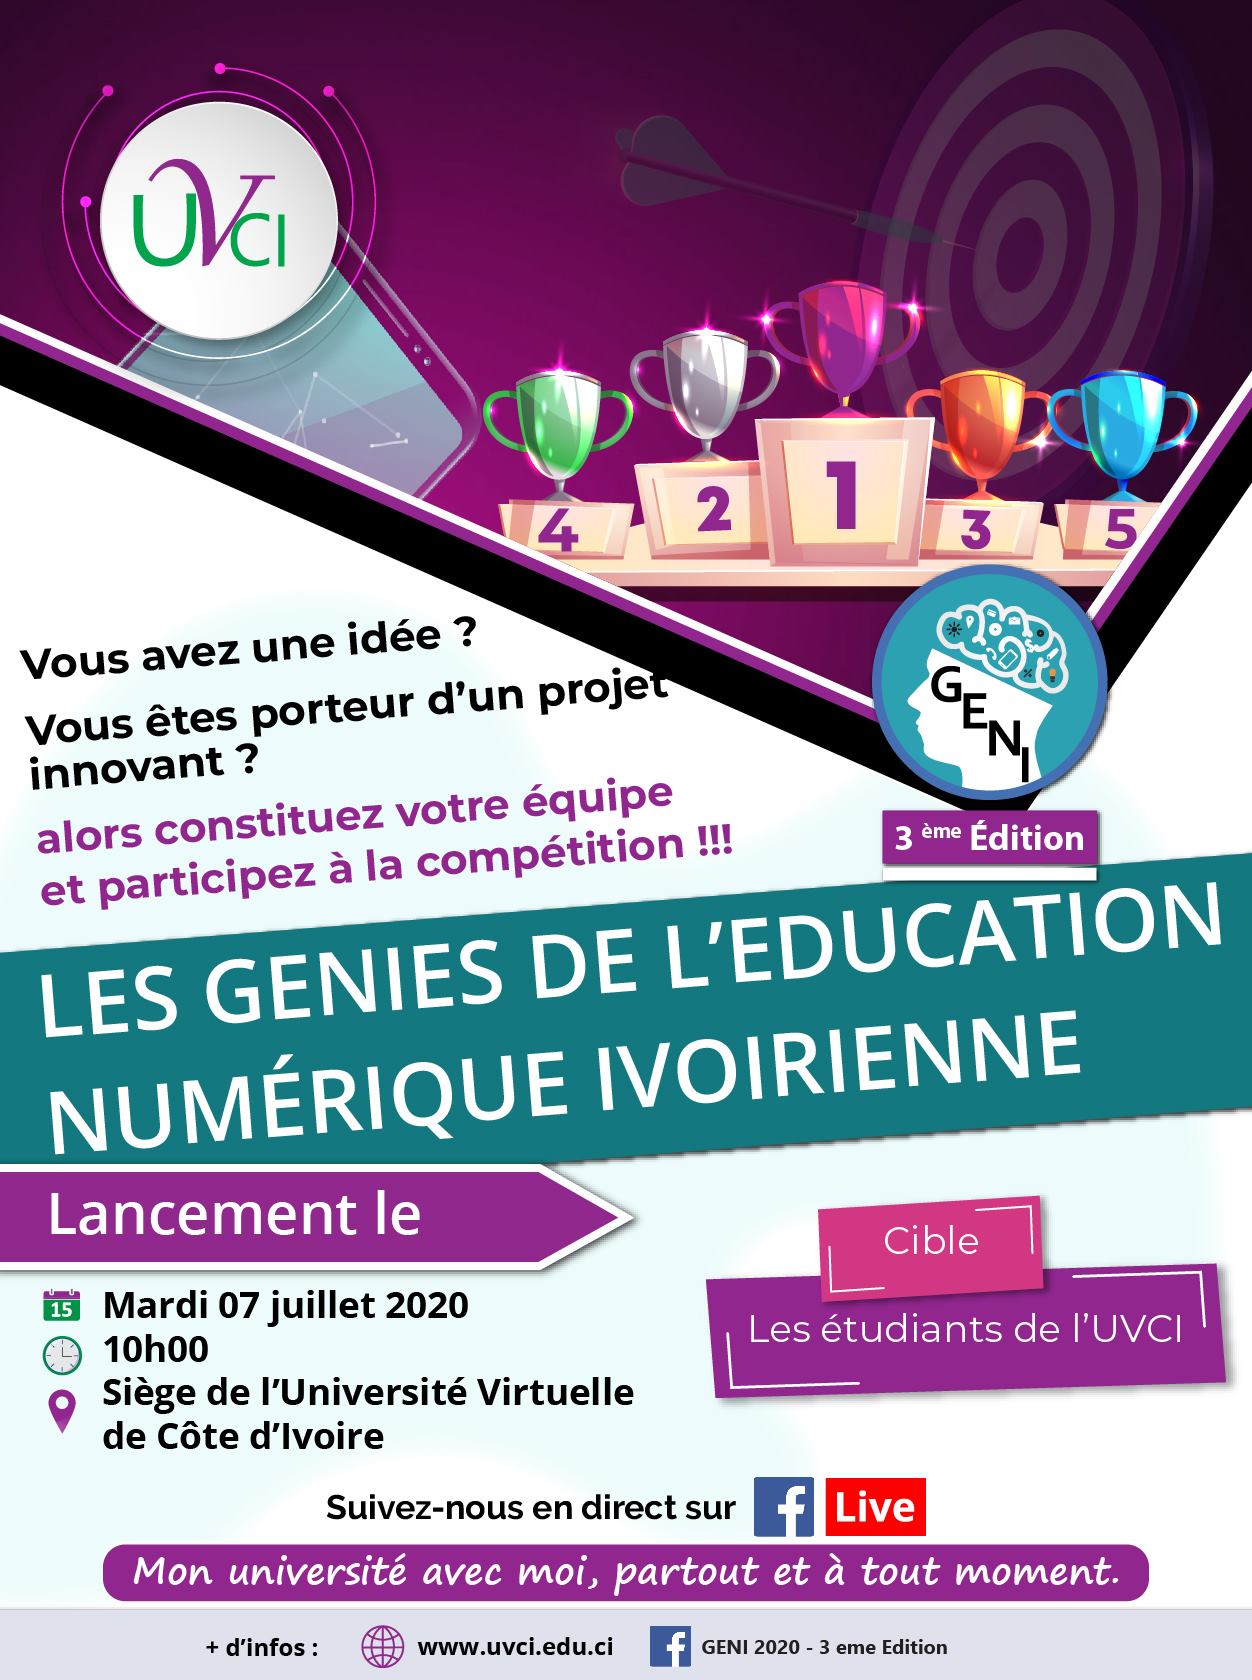 UVCI
1
2
3
4
5
GENI
3 ème Édition
Vous avez une idée ?
Vous êtes porteur d’un projet
innovant ?
alors constituez votre équipe
et participez à la compétition !!!
LES GENIES DE L’EDUCATION
NUMÉRIQUE IVOIRIENNE
Lancement le
15
Mardi 07 juillet 2020
10h00
Siège de l’Université Virtuelle
de Côte d’Ivoire
Cible
Les étudiants de l’UVCI
Suivez-nous en direct sur f Live
Mon université avec moi, partout et à tout moment.
+ d’infos : www.uvci.edu.ci f GENI 2020 - 3 eme Edition